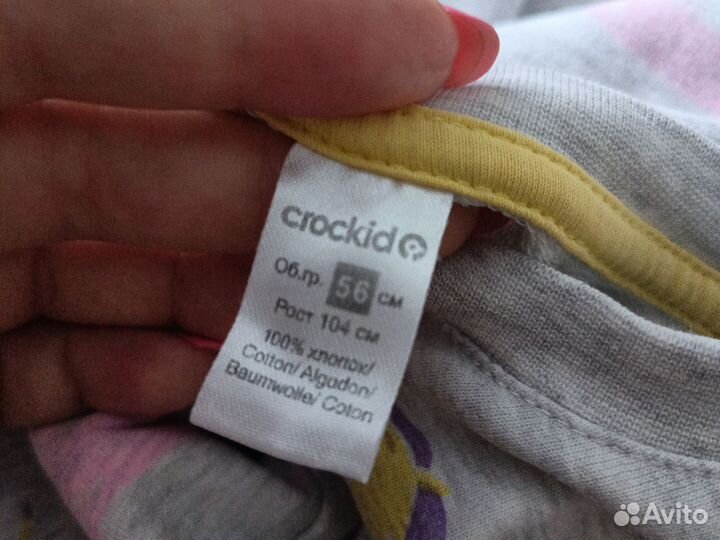 crockid
Об.гр. 56 см
Рост 104 см
100% хлопок/
Cotton/ Algodon/
Baumwolle/ Coton
Avito